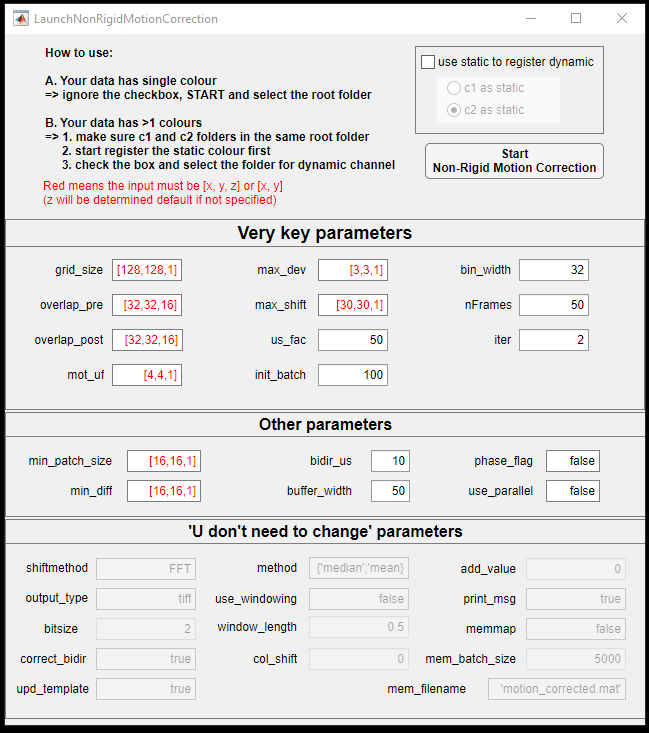 LaunchNonRigidMotionCorrection
How to use:
A. Your data has single colour
=> ignore the checkbox, START and select the root folder
B. Your data has >1 colours
=> 1. make sure c1 and c2 folders in the same root folder
2. start register the static colour first
3. check the box and select the folder for dynamic channel
Red means the input must be [x, y, z] or [x, y]
(z will be determined default if not specified)
use static to register dynamic
c1 as static
c2 as static
Start
Non-Rigid Motion Correction
Very key parameters
grid_size [128,128,1] max_dev [3,3,1] bin_width 32
overlap_pre [32,32,16] max_shift [30,30,1] nFrames 50
overlap_post [32,32,16] us_fac 50 iter 2
mot_uf [4,4,1] init_batch 100
Other parameters
min_patch_size [16,16,1] bidir_us 10 phase_flag false
min_diff [16,16,1] buffer_width 50 use_parallel false
'U don't need to change' parameters
shiftmethod FFT method {'median';'mean} add_value 0
output_type tiff use_windowing false print_msg true
bitsize 2 window_length 0.5 memmap false
correct_bidir true col_shift 0 mem_batch_size 5000
upd_template true mem_filename 'motion_corrected.mat'